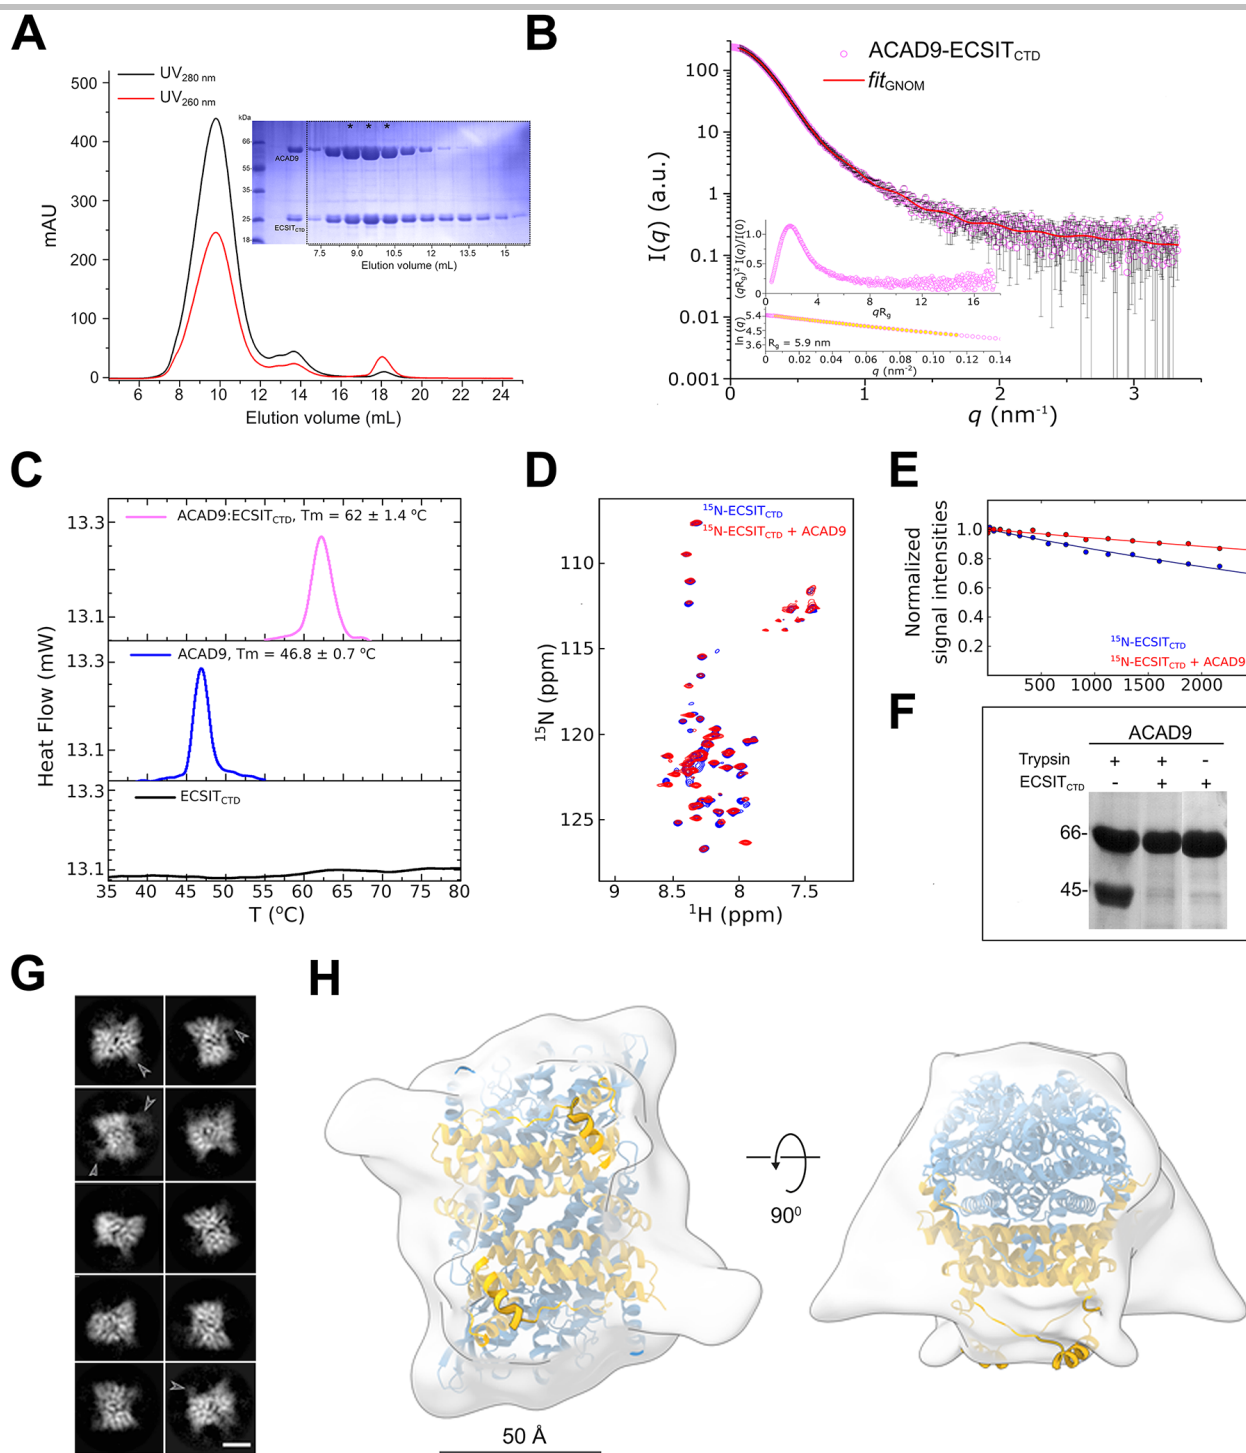 A
500
400
300
200
100
0
mAU
UV280 nm
UV260 nm
kDa
66
55
35
25
18
ACAD9
ECSITCTD
* * *
7.5 9.0 10.5 12 13.5 15
Elution volume (mL)
6 8 10 12 14 16 18 20 22 24
Elution volume (mL)
B
ACAD9-ECSITCTD
fitGNOM
100
10
1
0.1
0.01
0.001
I(q) (a.u.)
(qRg)² I(q)/I(0)
1.0
0.5
0.0
0 4 8 12 16
qRg
ln (q)
5.4
4.5
3.6
Rg = 5.9 nm
0 0.02 0.04 0.06 0.08 0.10 0.12 0.14
q (nm⁻²)
0 1 2 3
q (nm⁻¹)
C
ACAD9:ECSITCTD, Tm = 62 ± 1.4 ºC
13.3
13.1
ACAD9, Tm = 46.8 ± 0.7 ºC
13.3
13.1
ECSITCTD
13.3
13.1
Heat Flow (mW)
35 40 45 50 55 60 65 70 75 80
T (ºC)
D
¹⁵N-ECSITCTD
¹⁵N-ECSITCTD + ACAD9
110
115
120
125
¹⁵N (ppm)
9 8.5 8 7.5
¹H (ppm)
E
Normalized
signal intensities
1.0
0.8
0.6
0.4
0.2
¹⁵N-ECSITCTD
¹⁵N-ECSITCTD + ACAD9
500 1000 1500 2000
F
ACAD9
Trypsin + + -
ECSITCTD - + +
66-
45-
G
H
90⁰
50 Å